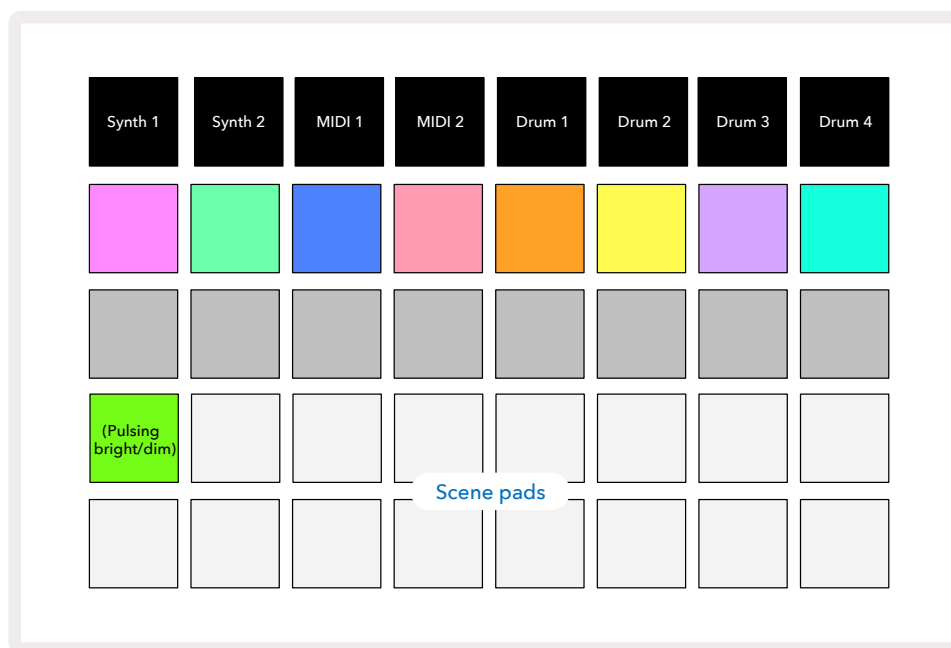 Synth 1
Synth 2
MIDI 1
MIDI 2
Drum 1
Drum 2
Drum 3
Drum 4
(Pulsing
bright/dim)
Scene pads